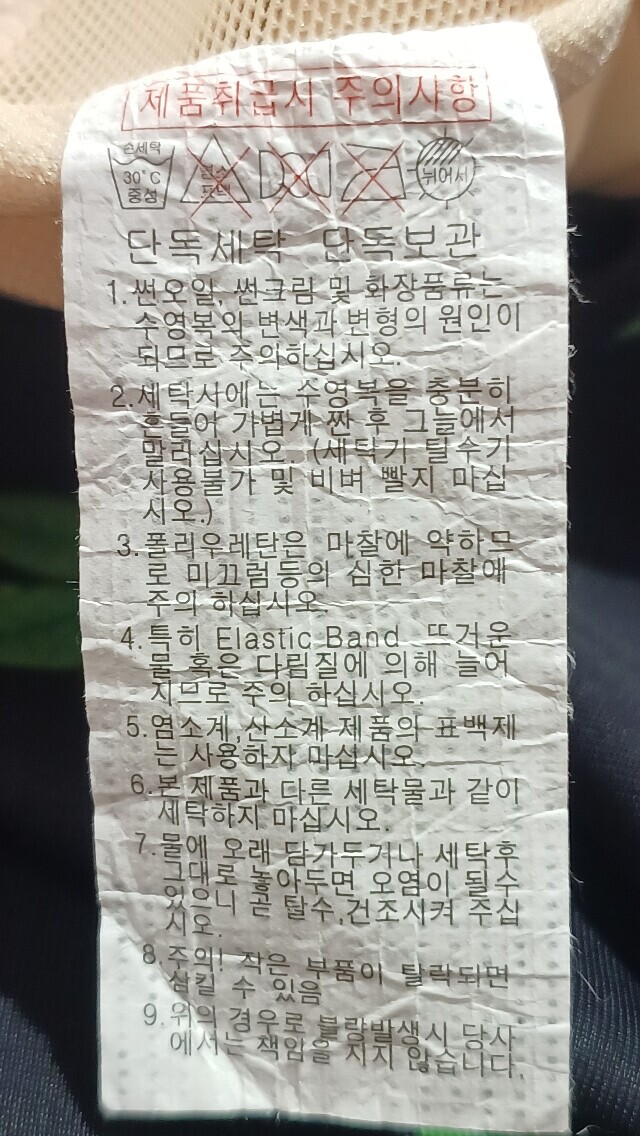 제품취급시 주의사항
손세탁
30°C
중성
염소
표백
뉘어서
단독세탁 단독보관
1.썬오일, 썬크림 및 화장품류는
수영복의 변색과 변형의 원인이
되므로 주의하십시오.
2.세탁시에는 수영복을 충분히
흔들어 가볍게 짠 후 그늘에서
말리십시오. (세탁기 탈수기
사용불가 및 비벼 빨지 마십
시오.)
3.폴리우레탄은 마찰에 약하므
로 미끄럼등의 심한 마찰에
주의 하십시오.
4.특히 Elastic Band 뜨거운
물 혹은 다림질에 의해 늘어
지므로 주의 하십시오.
5.염소계,산소계 제품의 표백제
는 사용하지 마십시오.
6.본 제품과 다른 세탁물과 같이
세탁하지 마십시오.
7.물에 오래 담가두거나 세탁후
그대로 놓아두면 오염이 될수
있으니 곧 탈수,건조시켜 주십
시오.
8.주의! 작은 부품이 탈락되면
삼킬 수 있음
9.위의 경우로 불량발생시 당사
에서는 책임을 지지 않습니다.